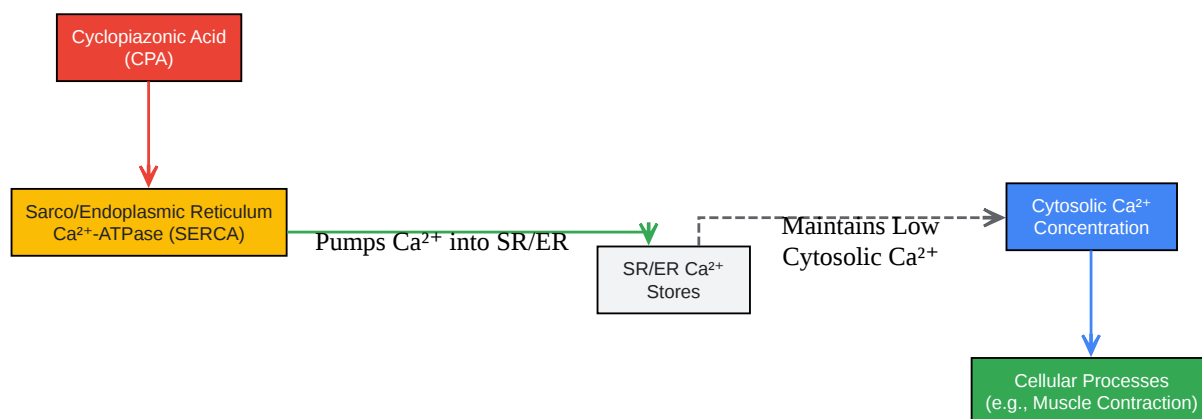 Cyclopiazonic Acid
(CPA)
Sarco/Endoplasmic Reticulum
Ca²⁺-ATPase (SERCA)
Pumps Ca²⁺ into SR/ER
SR/ER Ca²⁺
Stores
Maintains Low
Cytosolic Ca²⁺
Cytosolic Ca²⁺
Concentration
Cellular Processes
(e.g., Muscle Contraction)